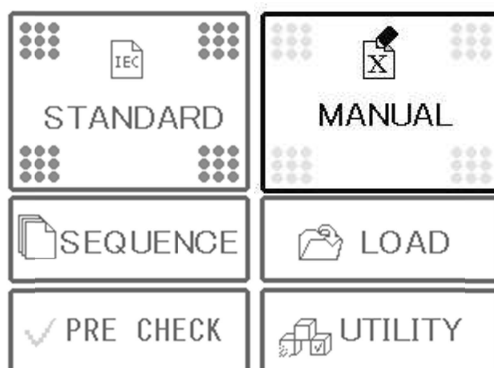 IEC
STANDARD
X
MANUAL
SEQUENCE
LOAD
PRE CHECK
UTILITY